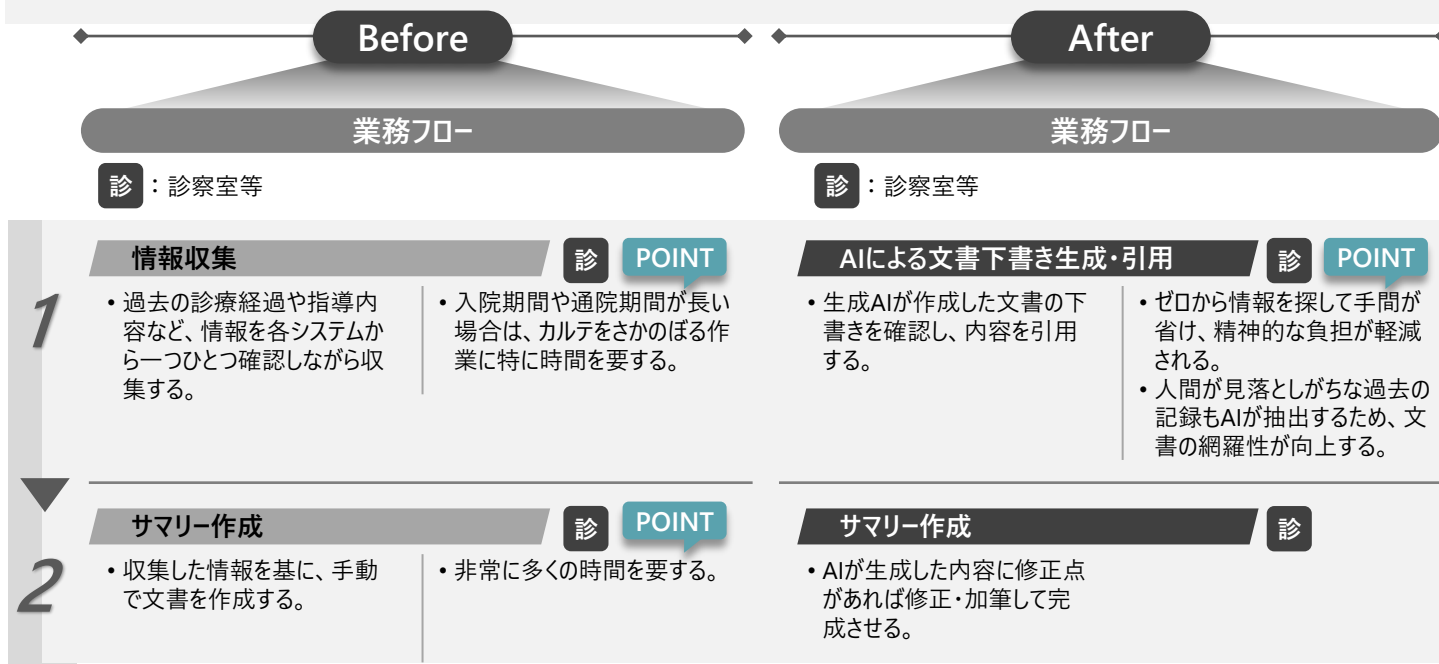 Before
業務フロー
診 ：診察室等
After
業務フロー
診 ：診察室等
1
情報収集
診
POINT
・過去の診療経過や指導内
容など、情報を各システムか
ら一つひとつ確認しながら収
集する。
・入院期間や通院期間が長い
場合は、カルテをさかのぼる作
業に特に時間を要する。
AIによる文書下書き生成・引用
診
POINT
・生成AIが作成した文書の下
書きを確認し、内容を引用
する。
・ゼロから情報を探して手間が
省け、精神的な負担が軽減
される。
・人間が見落としがちな過去の
記録もAIが抽出するため、文
書の網羅性が向上する。
2
サマリー作成
診
POINT
・収集した情報を基に、手動
で文書を作成する。
・非常に多くの時間を要する。
サマリー作成
診
・AIが生成した内容に修正点
があれば修正・加筆して完
成させる。